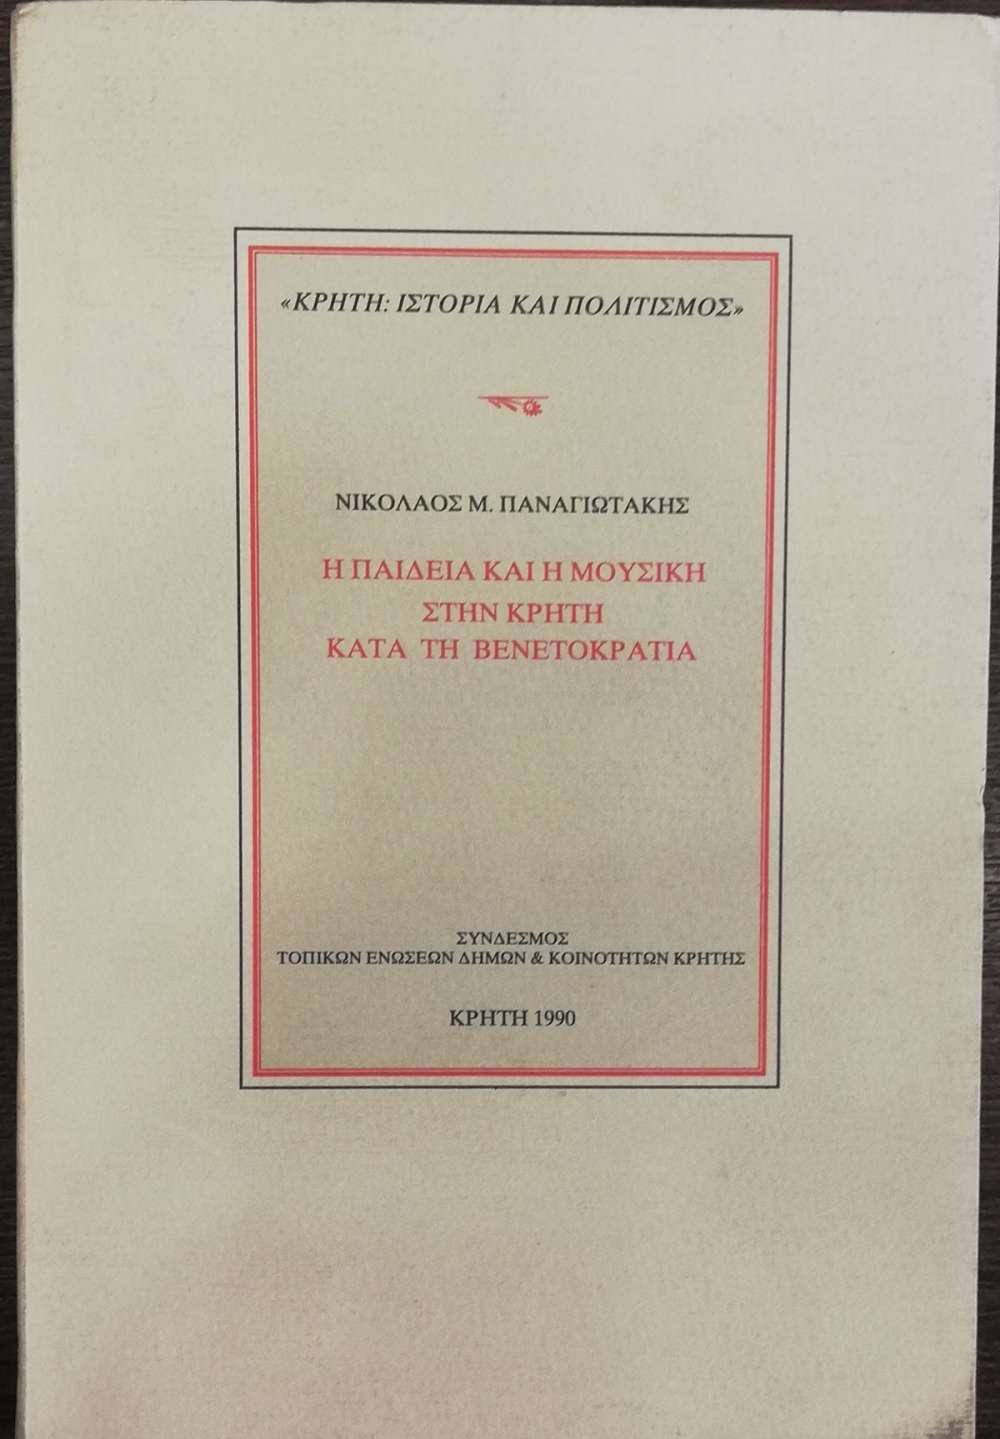 «ΚΡΗΤΗ: ΙΣΤΟΡΙΑ ΚΑΙ ΠΟΛΙΤΙΣΜΟΣ»
ΝΙΚΟΛΑΟΣ Μ. ΠΑΝΑΓΙΩΤΑΚΗΣ
Η ΠΑΙΔΕΙΑ ΚΑΙ Η ΜΟΥΣΙΚΗ
ΣΤΗΝ ΚΡΗΤΗ
ΚΑΤΑ ΤΗ ΒΕΝΕΤΟΚΡΑΤΙΑ
ΣΥΝΔΕΣΜΟΣ
ΤΟΠΙΚΩΝ ΕΝΩΣΕΩΝ ΔΗΜΩΝ & ΚΟΙΝΟΤΗΤΩΝ ΚΡΗΤΗΣ
ΚΡΗΤΗ 1990